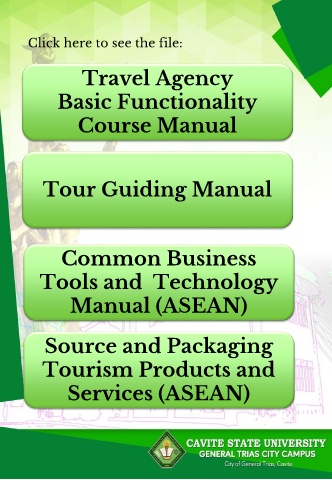 Click here to see the file:
Travel Agency
Basic Functionality
Course Manual
Tour Guiding Manual
Common Business
Tools and Technology
Manual (ASEAN)
Source and Packaging
Tourism Products and
Services (ASEAN)
CAVITE STATE UNIVERSITY
GENERAL TRIAS CITY CAMPUS
City of General Trias, Cavite